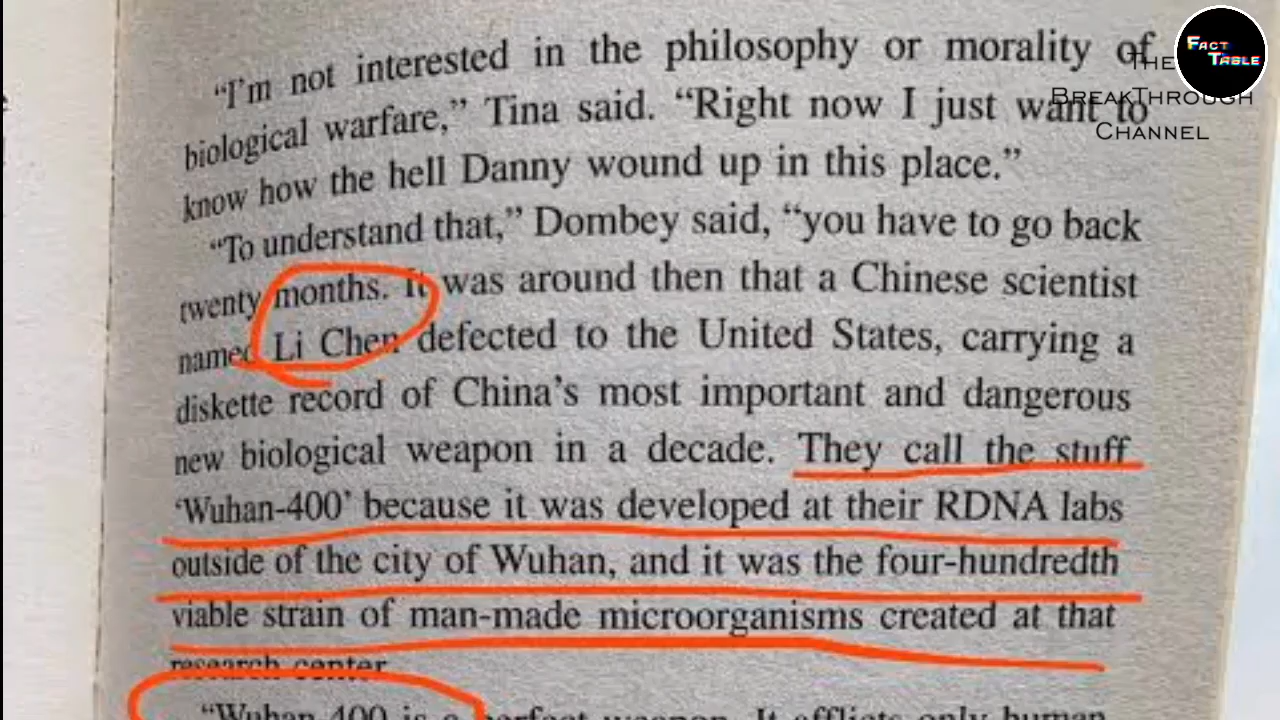 FACT
TABLE
THE
BREAKTHROUGH
CHANNEL
“I’m not interested in the philosophy or morality of
biological warfare,” Tina said. “Right now I just want to
know how the hell Danny wound up in this place.”
“To understand that,” Dombey said, “you have to go back
twenty months. It was around then that a Chinese scientist
named Li Chen defected to the United States, carrying a
diskette record of China’s most important and dangerous
new biological weapon in a decade. They call the stuff
‘Wuhan-400’ because it was developed at their RDNA labs
outside of the city of Wuhan, and it was the four-hundredth
viable strain of man-made microorganisms created at that
research center.
“Wuhan-400 is a perfect weapon. It afflicts only human